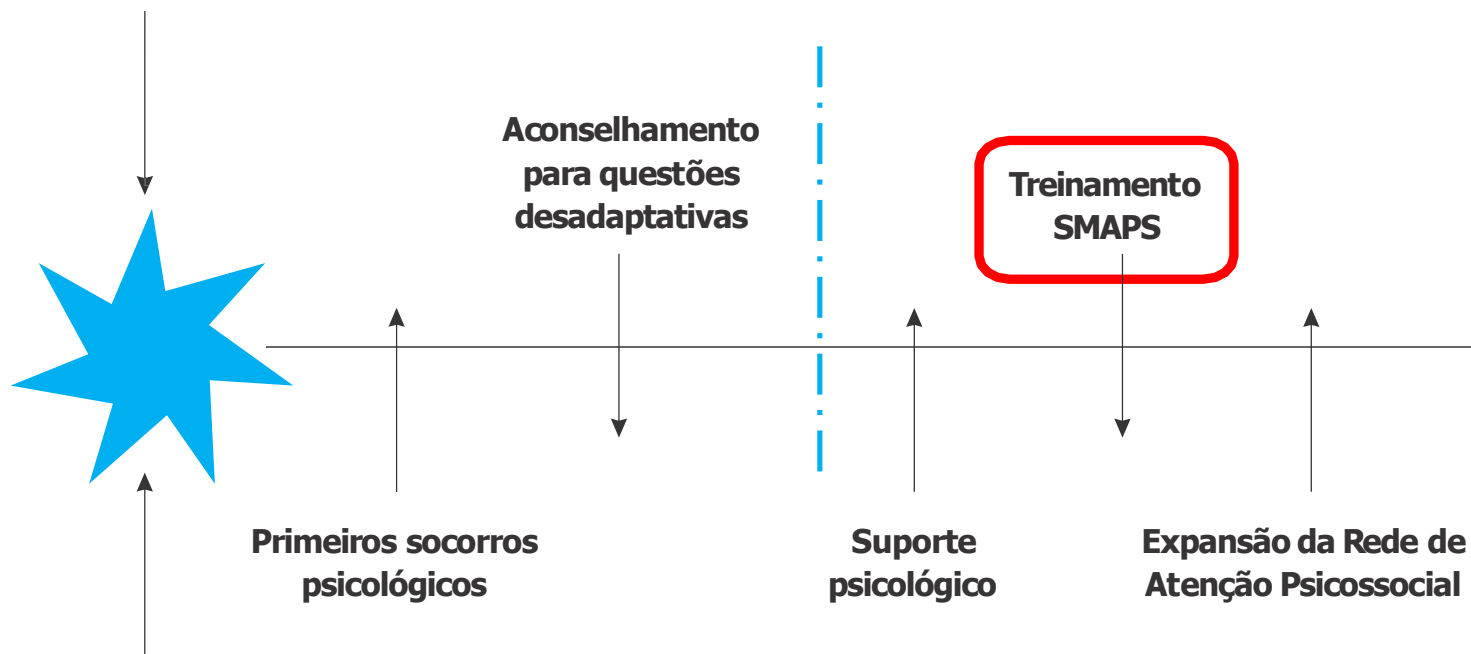 Aconselhamento
para questões
desadaptativas
Treinamento
SMAPS
Primeiros socorros
psicológicos
Suporte
psicológico
Expansão da Rede de
Atenção Psicossocial